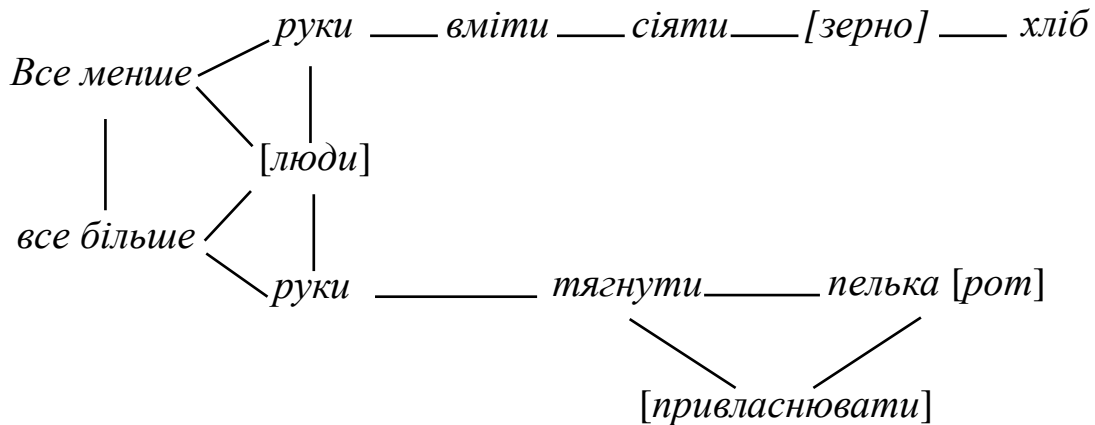 руки вміти сіяти [зерно] хліб
Все менше
[люди]
все більше
руки тягнути пелька [рот]
[привласнювати]